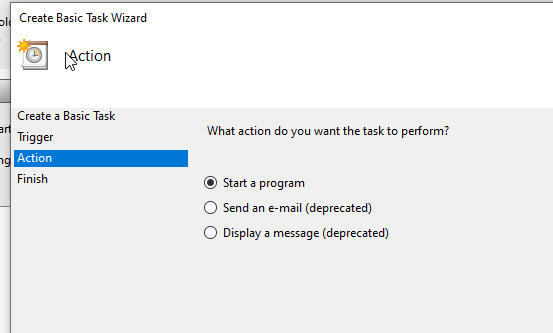 Create Basic Task Wizard
Action
Create a Basic Task
Trigger
Action
Finish
What action do you want the task to perform?
Start a program
Send an e-mail (deprecated)
Display a message (deprecated)